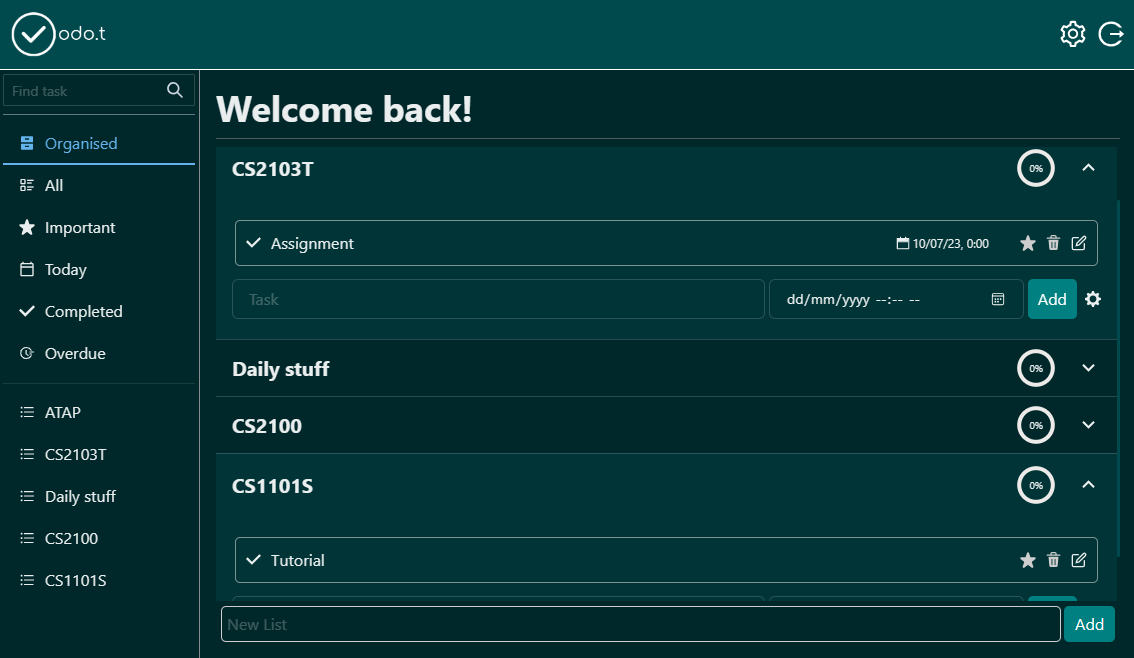 odo.t
Find task
Organised
All
Important
Today
Completed
Overdue
ATAP
CS2103T
Daily stuff
CS2100
CS1101S
Welcome back!
CS2103T 0%
Assignment 10/07/23, 0:00
Task dd/mm/yyyy --:-- -- Add
Daily stuff 0%
CS2100 0%
CS1101S 0%
Tutorial
New List Add